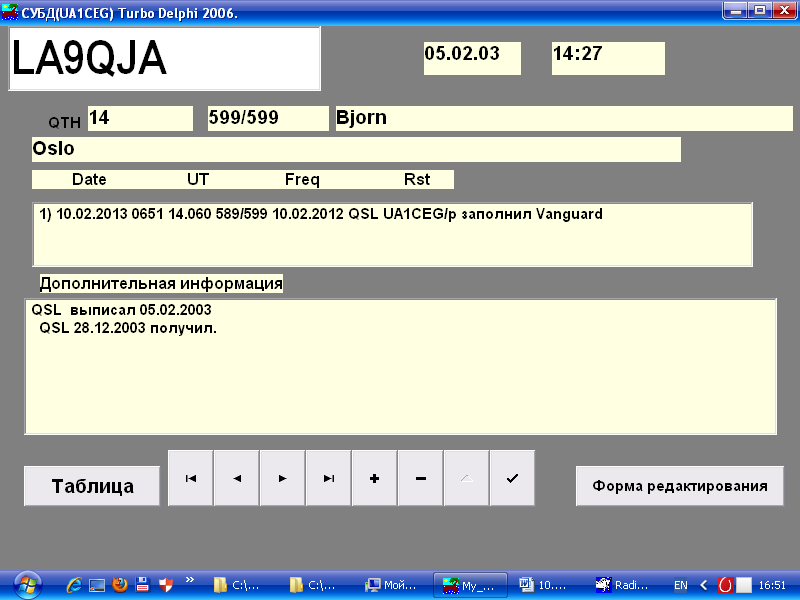 СУБД(UA1CEG) Turbo Delphi 2006.
LA9QJA
05.02.03 14:27
QTH 14 599/599 Bjorn
Oslo
Date UT Freq Rst
1) 10.02.2013 0651 14.060 589/599 10.02.2012 QSL UA1CEG/p заполнил Vanguard
Дополнительная информация
QSL выписал 05.02.2003
QSL 28.12.2003 получил.
Таблица Форма редактирования
C:\... C:\... Мой... My_... 10.... Radi... EN 16:51